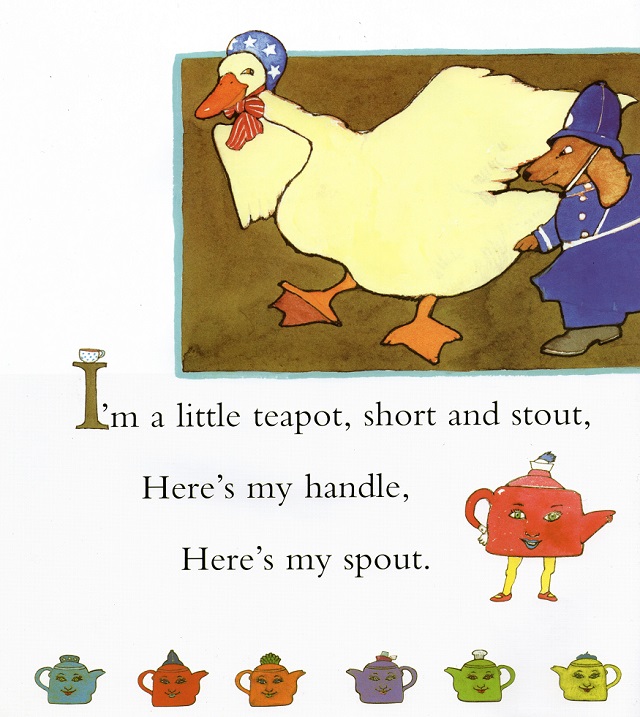 I'm a little teapot, short and stout,
Here's my handle,
Here's my spout.